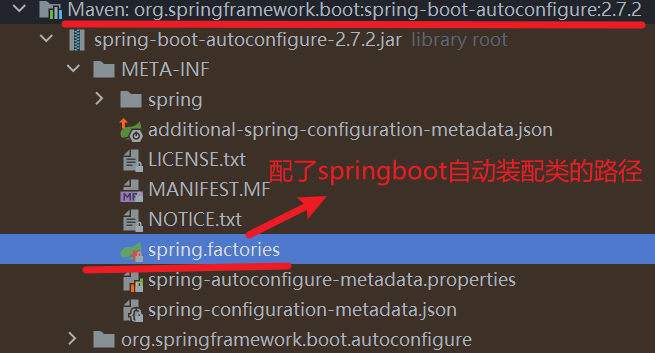 Maven: org.springframework.boot:spring-boot-autoconfigure:2.7.2
spring-boot-autoconfigure-2.7.2.jar library root
META-INF
spring
additional-spring-configuration-metadata.json
LICENSE.txt
配了springboot自动装配类的路径
MANIFEST.MF
NOTICE.txt
spring.factories
spring-autoconfigure-metadata.properties
spring-configuration-metadata.json
org.springframework.boot.autoconfigure